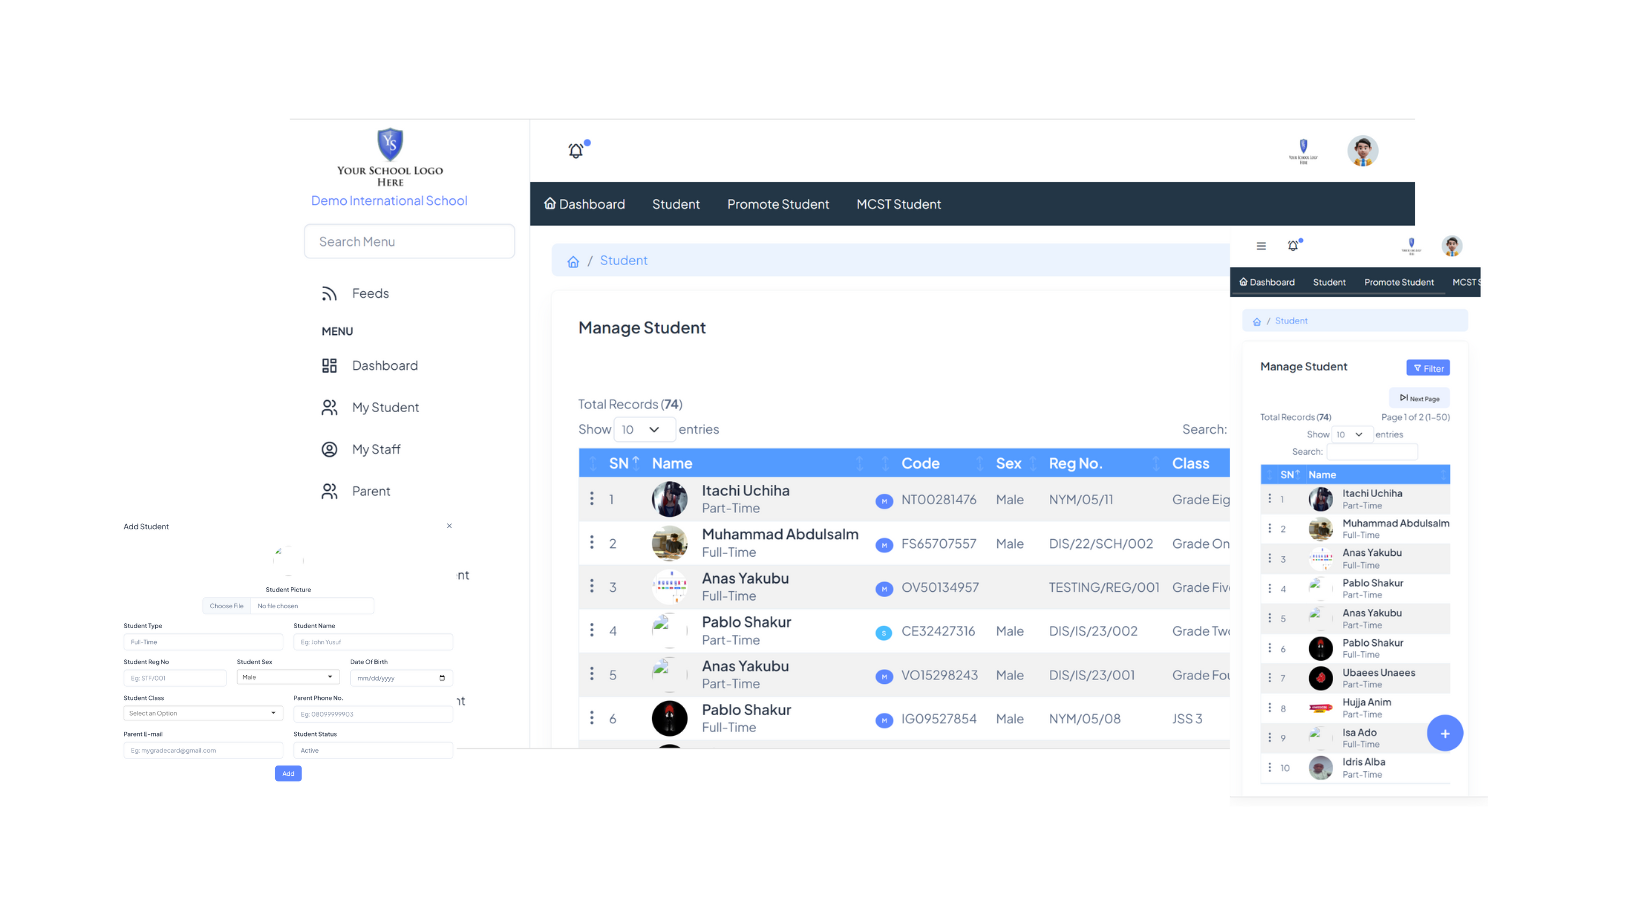 YS
YOUR SCHOOL LOGO
HERE
Demo International School
Search Menu
Feeds
MENU
Dashboard
My Student
My Staff
Parent
nt
nt
Dashboard Student Promote Student MCST Student
/ Student
Manage Student
Total Records (74)
Show 10 entries
Search:
SN Name Code Sex Reg No. Class
1 Itachi Uchiha M NT00281476 Male NYM/05/11 Grade Eig
Part-Time
2 Muhammad Abdulsalm M FS65707557 Male DIS/22/SCH/002 Grade On
Full-Time
3 Anas Yakubu M OV50134957 TESTING/REG/001 Grade Fiv
Full-Time
4 Pablo Shakur S CE32427316 Male DIS/IS/23/002 Grade Two
Part-Time
5 Anas Yakubu M VO15298243 Male DIS/IS/23/001 Grade Fou
Part-Time
6 Pablo Shakur M IG09527854 Male NYM/05/08 JSS 3
Full-Time
Add Student ×
Student Picture
Choose File No file chosen
Student Type Student Name
Full-Time Eg: John Yusuf
Student Reg No Student Sex Date Of Birth
Eg: STF/001 Male mm/dd/yyyy
Student Class Parent Phone No.
Select an Option Eg: 08099999903
Parent E-mail Student Status
Eg: mygradecard@gmail.com Active
Add
Dashboard Student Promote Student MCST S
/ Student
Manage Student Filter
Next Page
Total Records (74) Page 1 of 2 (1-50)
Show 10 entries
Search:
SN Name
1 Itachi Uchiha
Part-Time
2 Muhammad Abdulsalm
Full-Time
3 Anas Yakubu
Full-Time
4 Pablo Shakur
Part-Time
5 Anas Yakubu
Part-Time
6 Pablo Shakur
Full-Time
7 Ubaees Unaees
Part-Time
8 Hujja Anim
Part-Time
9 Isa Ado
Full-Time
10 Idris Alba
Part-Time
+